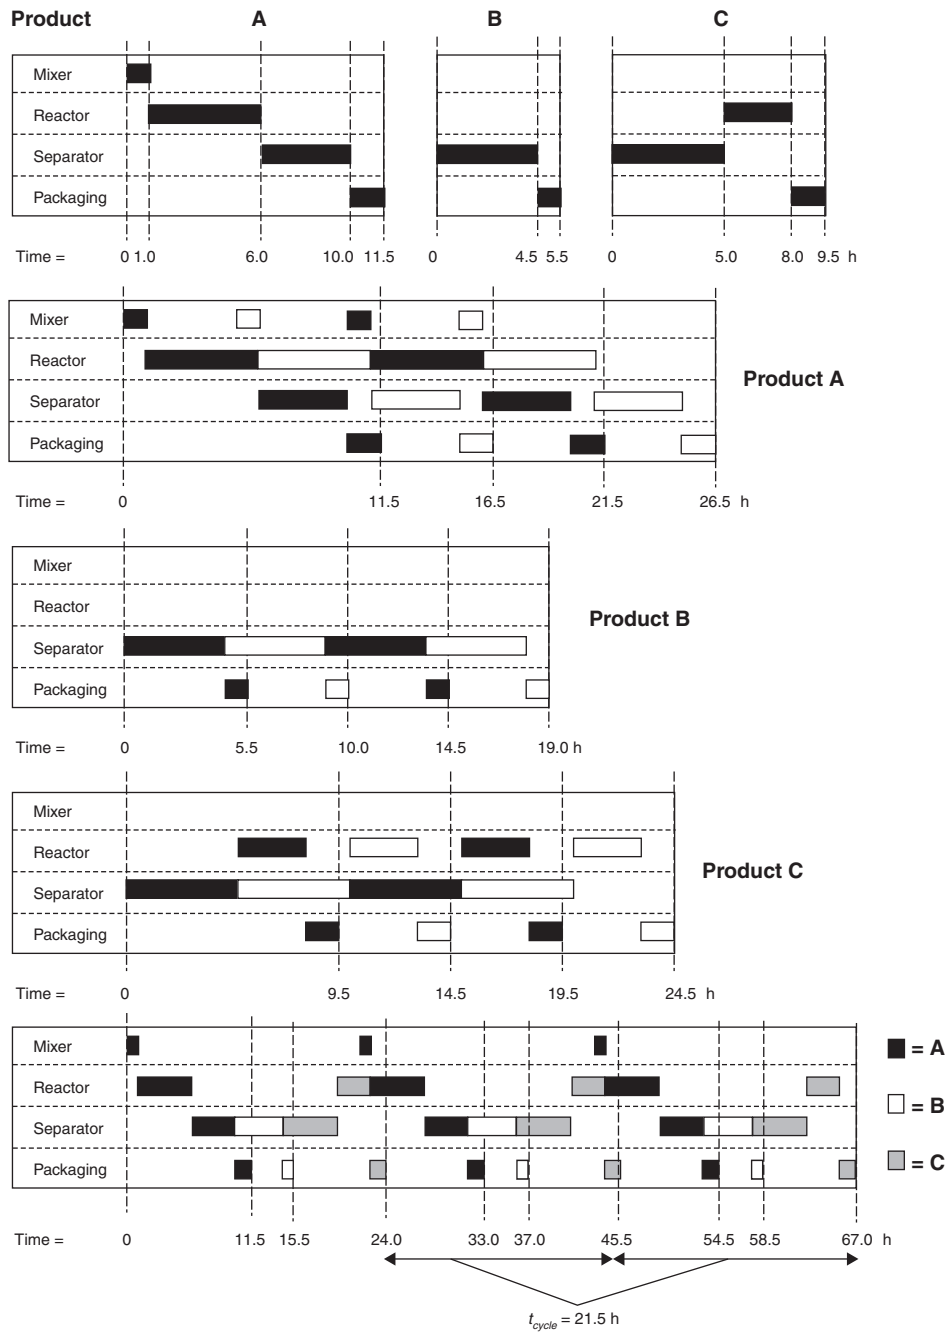 Product A B C
Mixer
Reactor
Separator
Packaging
Time = 0 1.0 6.0 10.0 11.5 0 4.5 5.5 0 5.0 8.0 9.5 h
Mixer
Reactor
Product A
Separator
Packaging
Time = 0 11.5 16.5 21.5 26.5 h
Mixer
Reactor
Product B
Separator
Packaging
Time = 0 5.5 10.0 14.5 19.0 h
Mixer
Reactor
Product C
Separator
Packaging
Time = 0 9.5 14.5 19.5 24.5 h
Mixer
= A
Reactor
= B
Separator
= C
Packaging
Time = 0 11.5 15.5 24.0 33.0 37.0 45.5 54.5 58.5 67.0 h
tcycle = 21.5 h